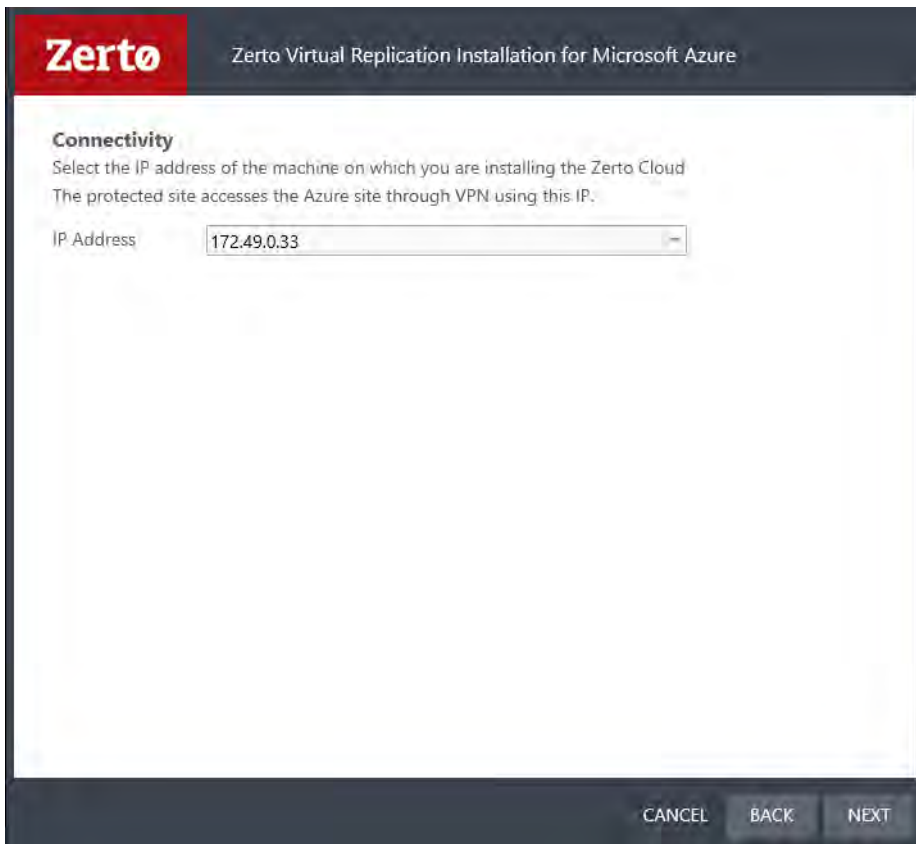 Zerto
Zerto Virtual Replication Installation for Microsoft Azure
Connectivity
Select the IP address of the machine on which you are installing the Zerto Cloud
The protected site accesses the Azure site through VPN using this IP.
IP Address 172.49.0.33
CANCEL BACK NEXT